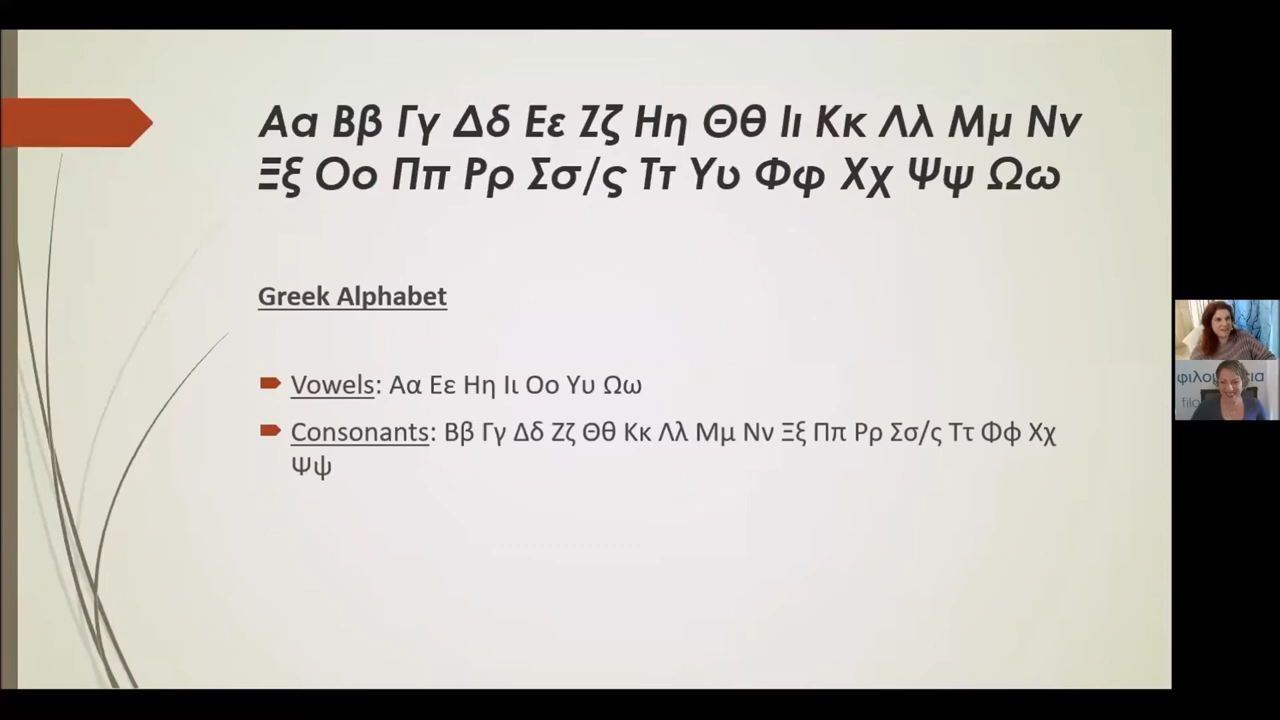 Αα Ββ Γγ Δδ Εε Ζζ Ηη Θθ Ιι Κκ Λλ Μμ Νν
Ξξ Οο Ππ Ρρ Σσ/ς Ττ Υυ Φφ Χχ Ψψ Ωω
Greek Alphabet
Vowels: Αα Εε Ηη Ιι Οο Υυ Ωω
Consonants: Ββ Γγ Δδ Ζζ Θθ Κκ Λλ Μμ Νν Ξξ Ππ Ρρ Σσ/ς Ττ Φφ Χχ
Ψψ